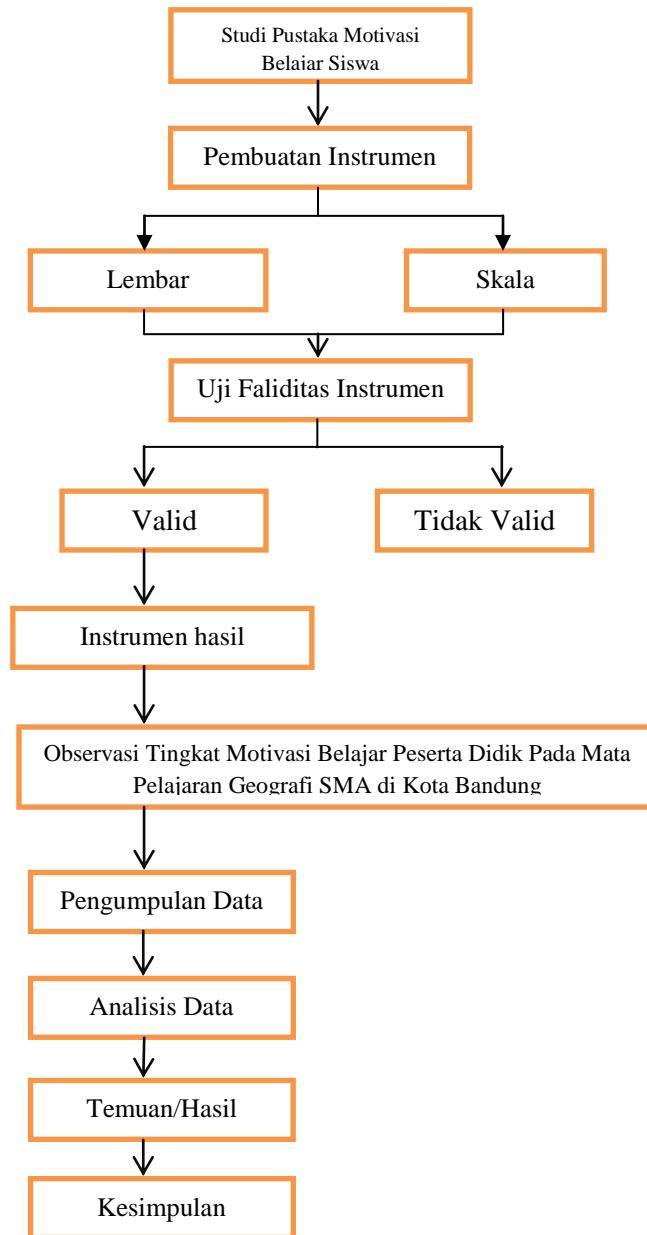 Studi Pustaka Motivasi
Belajar Siswa
Pembuatan Instrumen
Lembar
Skala
Uji Faliditas Instrumen
Valid
Tidak Valid
Instrumen hasil
Observasi Tingkat Motivasi Belajar Peserta Didik Pada Mata
Pelajaran Geografi SMA di Kota Bandung
Pengumpulan Data
Analisis Data
Temuan/Hasil
Kesimpulan